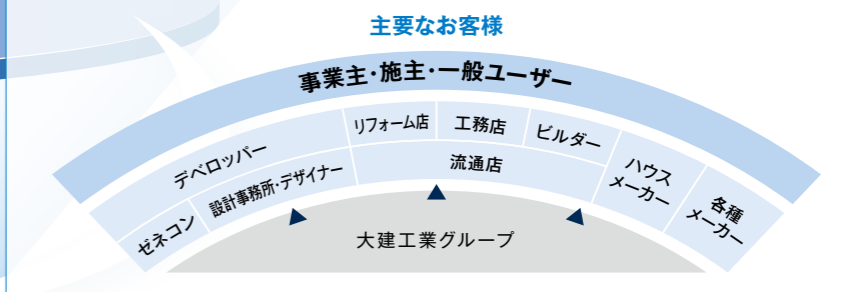 主要なお客様
事業主・施主・一般ユーザー
デベロッパー
リフォーム店
工務店
ビルダー
ハウス
メーカー
各種
メーカー
ゼネコン
設計事務所・デザイナー
流通店
大建工業グループ